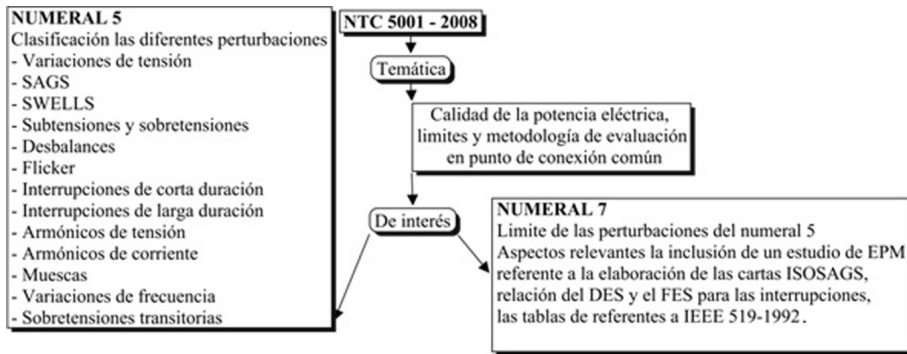 NUMERAL 5
Clasificación las diferentes perturbaciones
- Variaciones de tensión
- SAGS
- SWELLS
- Subtensiones y sobretensiones
- Desbalances
- Flicker
- Interrupciones de corta duración
- Interrupciones de larga duración
- Armónicos de tensión
- Armónicos de corriente
- Muescas
- Variaciones de frecuencia
- Sobretensiones transitorias
NTC 5001 - 2008
Temática
Calidad de la potencia eléctrica,
limites y metodología de evaluación
en punto de conexión común
De interés
NUMERAL 7
Limite de las perturbaciones del numeral 5
Aspectos relevantes la inclusión de un estudio de EPM
referente a la elaboración de las cartas ISOSAGS,
relación del DES y el FES para las interrupciones,
las tablas de referentes a IEEE 519-1992.